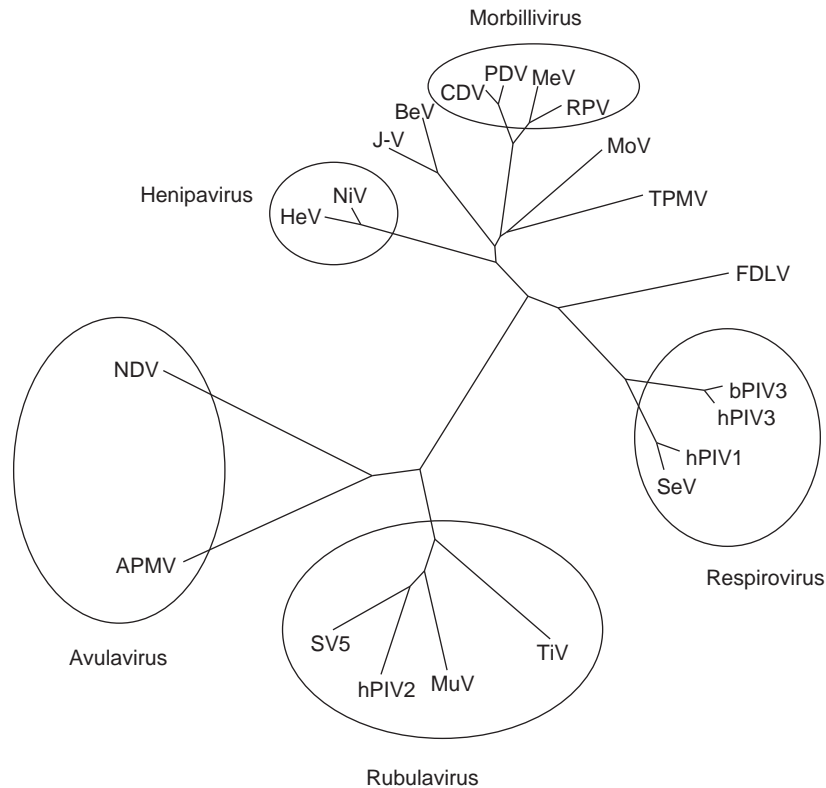 Morbillivirus
PDV
MeV
CDV
RPV
BeV
J-V
MoV
Henipavirus
NiV
HeV
TPMV
FDLV
NDV
bPIV3
hPIV3
hPIV1
SeV
APMV
Respirovirus
SV5
TiV
Avulavirus
hPIV2
MuV
Rubulavirus